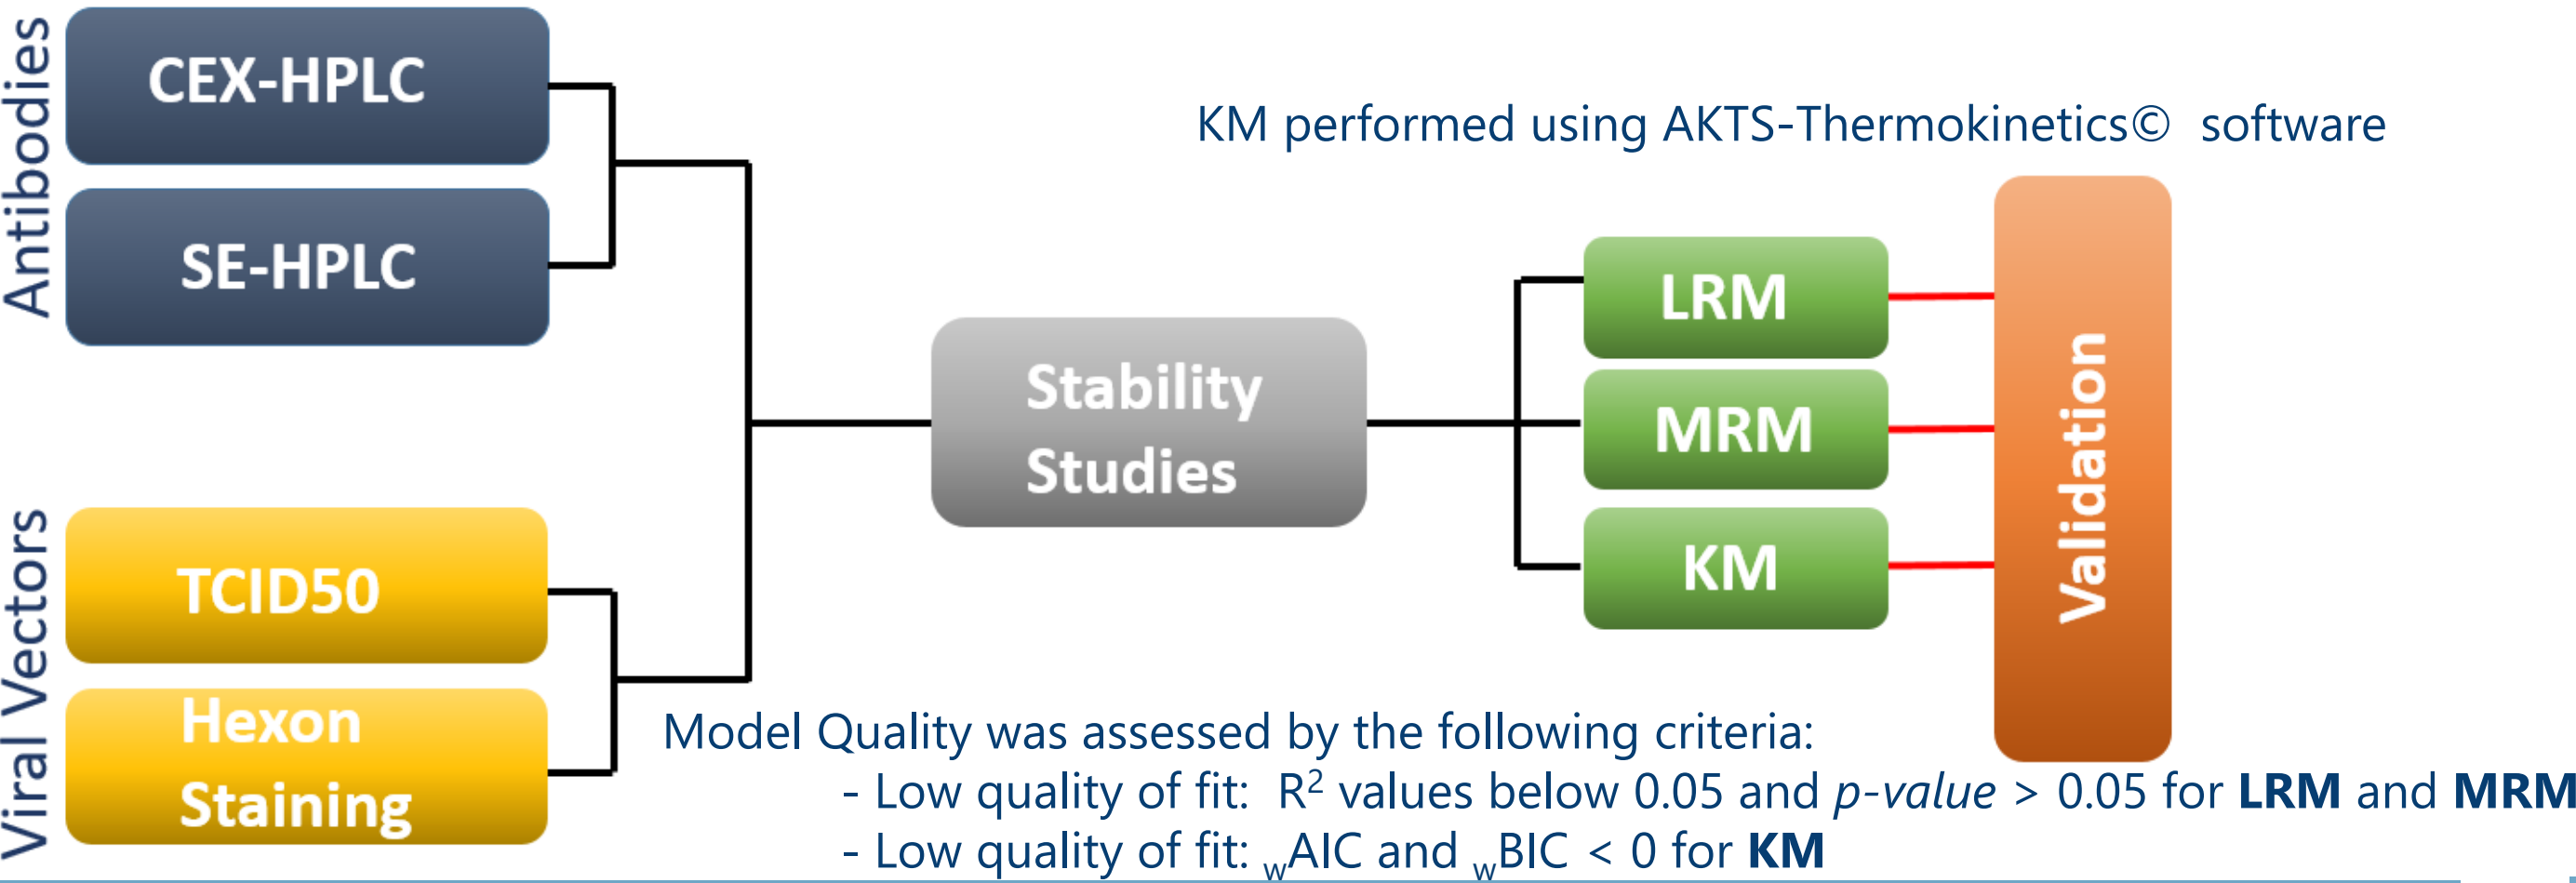 Antibodies
CEX-HPLC
SE-HPLC
Viral Vectors
TCID50
Hexon
Staining
Stability
Studies
KM performed using AKTS-Thermokinetics© software
LRM
MRM
KM
Validation
Model Quality was assessed by the following criteria:
- Low quality of fit: R² values below 0.05 and p-value > 0.05 for LRM and MRM
- Low quality of fit: wAIC and wBIC < 0 for KM